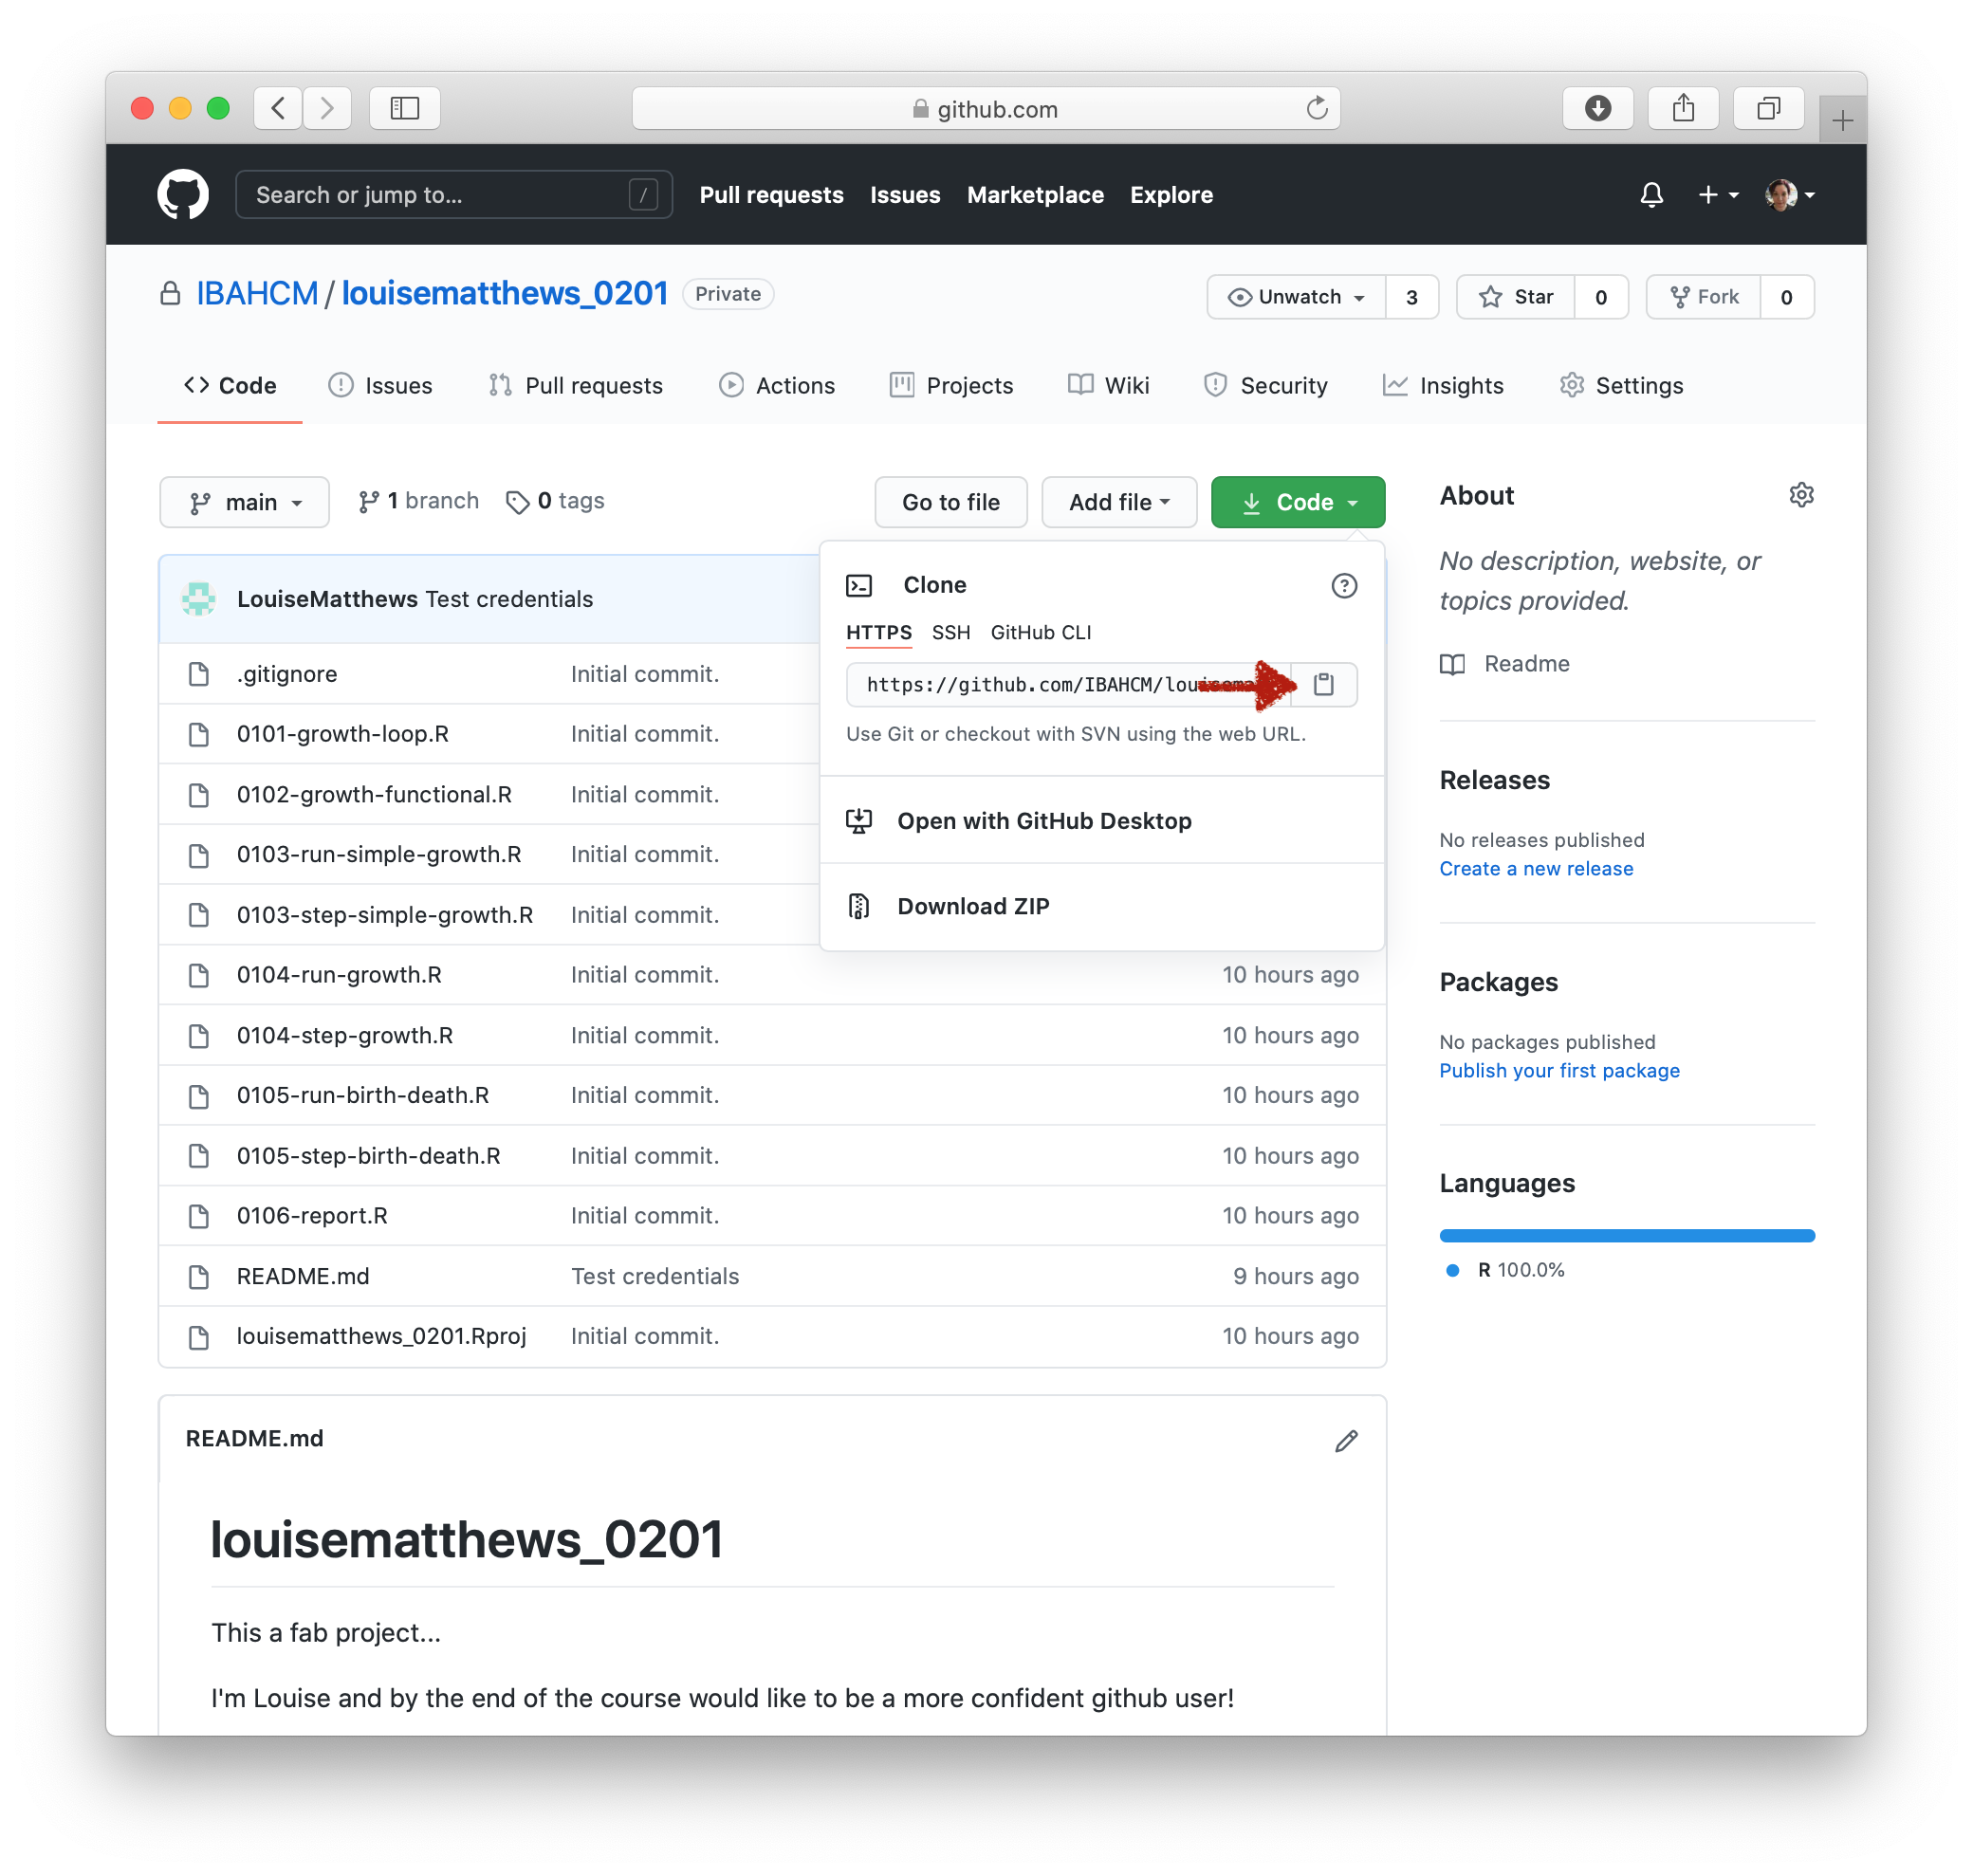 github.com
Search or jump to... /
Pull requests Issues Marketplace Explore
IBAHCM / louisematthews_0201 Private
Unwatch 3 Star 0 Fork 0
Code Issues Pull requests Actions Projects Wiki Security Insights Settings
main 1 branch 0 tags Go to file Add file Code
LouiseMatthews Test credentials
.gitignore Initial commit.
0101-growth-loop.R Initial commit.
0102-growth-functional.R Initial commit.
0103-run-simple-growth.R Initial commit.
0103-step-simple-growth.R Initial commit.
0104-run-growth.R Initial commit. 10 hours ago
0104-step-growth.R Initial commit. 10 hours ago
0105-run-birth-death.R Initial commit. 10 hours ago
0105-step-birth-death.R Initial commit. 10 hours ago
0106-report.R Initial commit. 10 hours ago
README.md Test credentials 9 hours ago
louisematthews_0201.Rproj Initial commit. 10 hours ago
Clone
HTTPS SSH GitHub CLI
https://github.com/IBAHCM/louisema
Use Git or checkout with SVN using the web URL.
Open with GitHub Desktop
Download ZIP
About
No description, website, or
topics provided.
Readme
Releases
No releases published
Create a new release
Packages
No packages published
Publish your first package
Languages
R 100.0%
README.md
louisematthews_0201
This a fab project...
I'm Louise and by the end of the course would like to be a more confident github user!